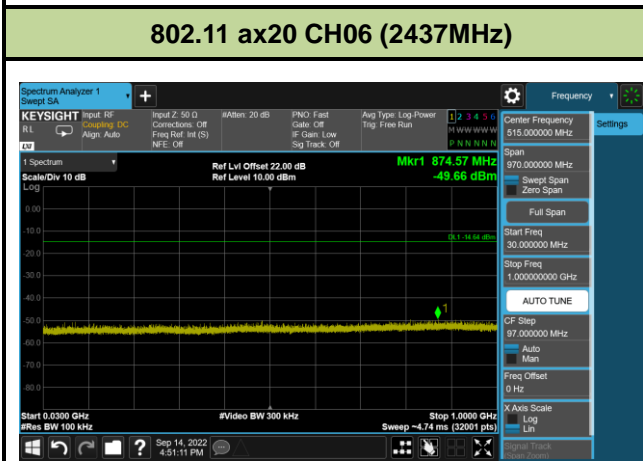 802.11 ax20 CH06 (2437MHz)
Spectrum Analyzer 1
Swept SA
+
Frequency
KEYSIGHT
RL
LXI
Input: RF
Coupling: DC
Align: Auto
Input Z: 50 Ω
Corrections: Off
Freq Ref: Int (S)
NFE: Off
#Atten: 20 dB
PNO: Fast
Gate: Off
IF Gain: Low
Sig Track: Off
Avg Type: Log-Power
Trig: Free Run
1 2 3 4 5 6
M W W W W W
P N N N N N
Center Frequency
515.000000 MHz
Settings
1 Spectrum
Scale/Div 10 dB
Log
Ref Lvl Offset 22.00 dB
Ref Level 10.00 dBm
Mkr1 874.57 MHz
-49.66 dBm
Span
970.000000 MHz
Swept Span
Zero Span
Full Span
0.00
-10.0
-20.0
-30.0
-40.0
-50.0
-60.0
-70.0
-80.0
DL1 -14.64 dBm
1
Start Freq
30.000000 MHz
Stop Freq
1.000000000 GHz
AUTO TUNE
CF Step
97.000000 MHz
Auto
Man
Freq Offset
0 Hz
X Axis Scale
Log
Lin
Signal Track
(Span Zoom)
Start 0.0300 GHz
#Res BW 100 kHz
#Video BW 300 kHz
Stop 1.0000 GHz
Sweep ~4.74 ms (32001 pts)
?
Sep 14, 2022
4:51:11 PM